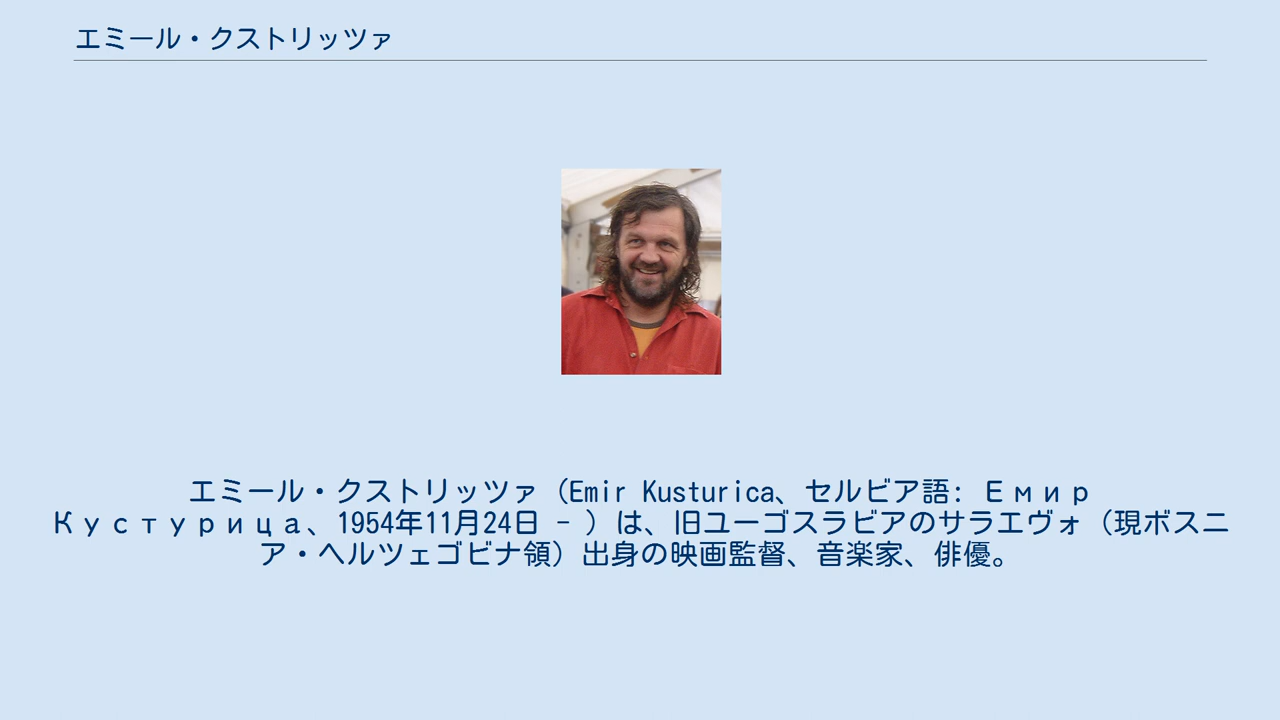 エミール・クストリッツァ
エミール・クストリッツァ（Emir Kusturica、セルビア語: Емир
Кустурица、1954年11月24日 - ）は、旧ユーゴスラビアのサラエヴォ（現ボスニ
ア・ヘルツェゴビナ領）出身の映画監督、音楽家、俳優。